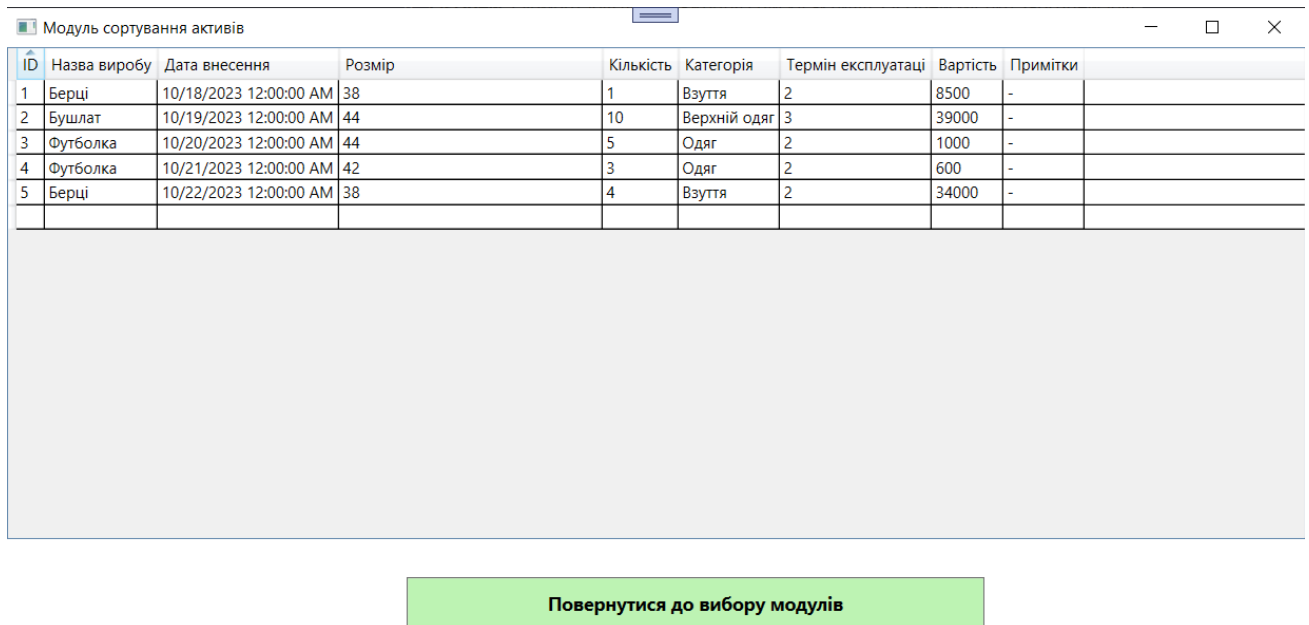 Модуль сортування активів
ID Назва виробу Дата внесення Розмір Кількість Категорія Термін експлуатаці Вартість Примітки
1 Берці 10/18/2023 12:00:00 AM 38 1 Взуття 2 8500 -
2 Бушлат 10/19/2023 12:00:00 AM 44 10 Верхній одяг 3 39000 -
3 Футболка 10/20/2023 12:00:00 AM 44 5 Одяг 2 1000 -
4 Футболка 10/21/2023 12:00:00 AM 42 3 Одяг 2 600 -
5 Берці 10/22/2023 12:00:00 AM 38 4 Взуття 2 34000 -
Повернутися до вибору модулів